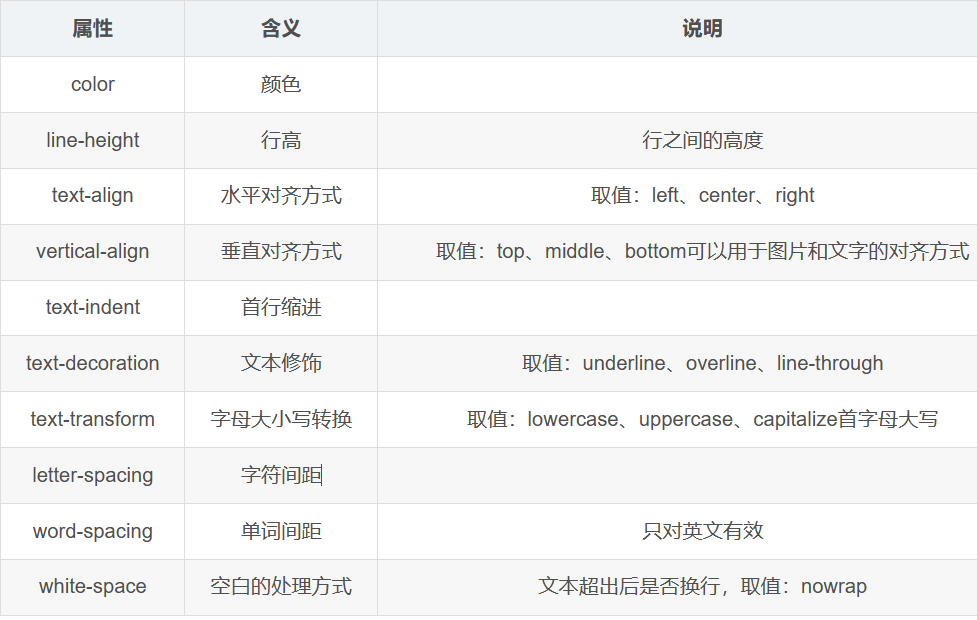 属性 含义 说明
color 颜色
line-height 行高 行之间的高度
text-align 水平对齐方式 取值：left、center、right
vertical-align 垂直对齐方式 取值：top、middle、bottom可以用于图片和文字的对齐方式
text-indent 首行缩进
text-decoration 文本修饰 取值：underline、overline、line-through
text-transform 字母大小写转换 取值：lowercase、uppercase、capitalize首字母大写
letter-spacing 字符间距
word-spacing 单词间距 只对英文有效
white-space 空白的处理方式 文本超出后是否换行，取值：nowrap